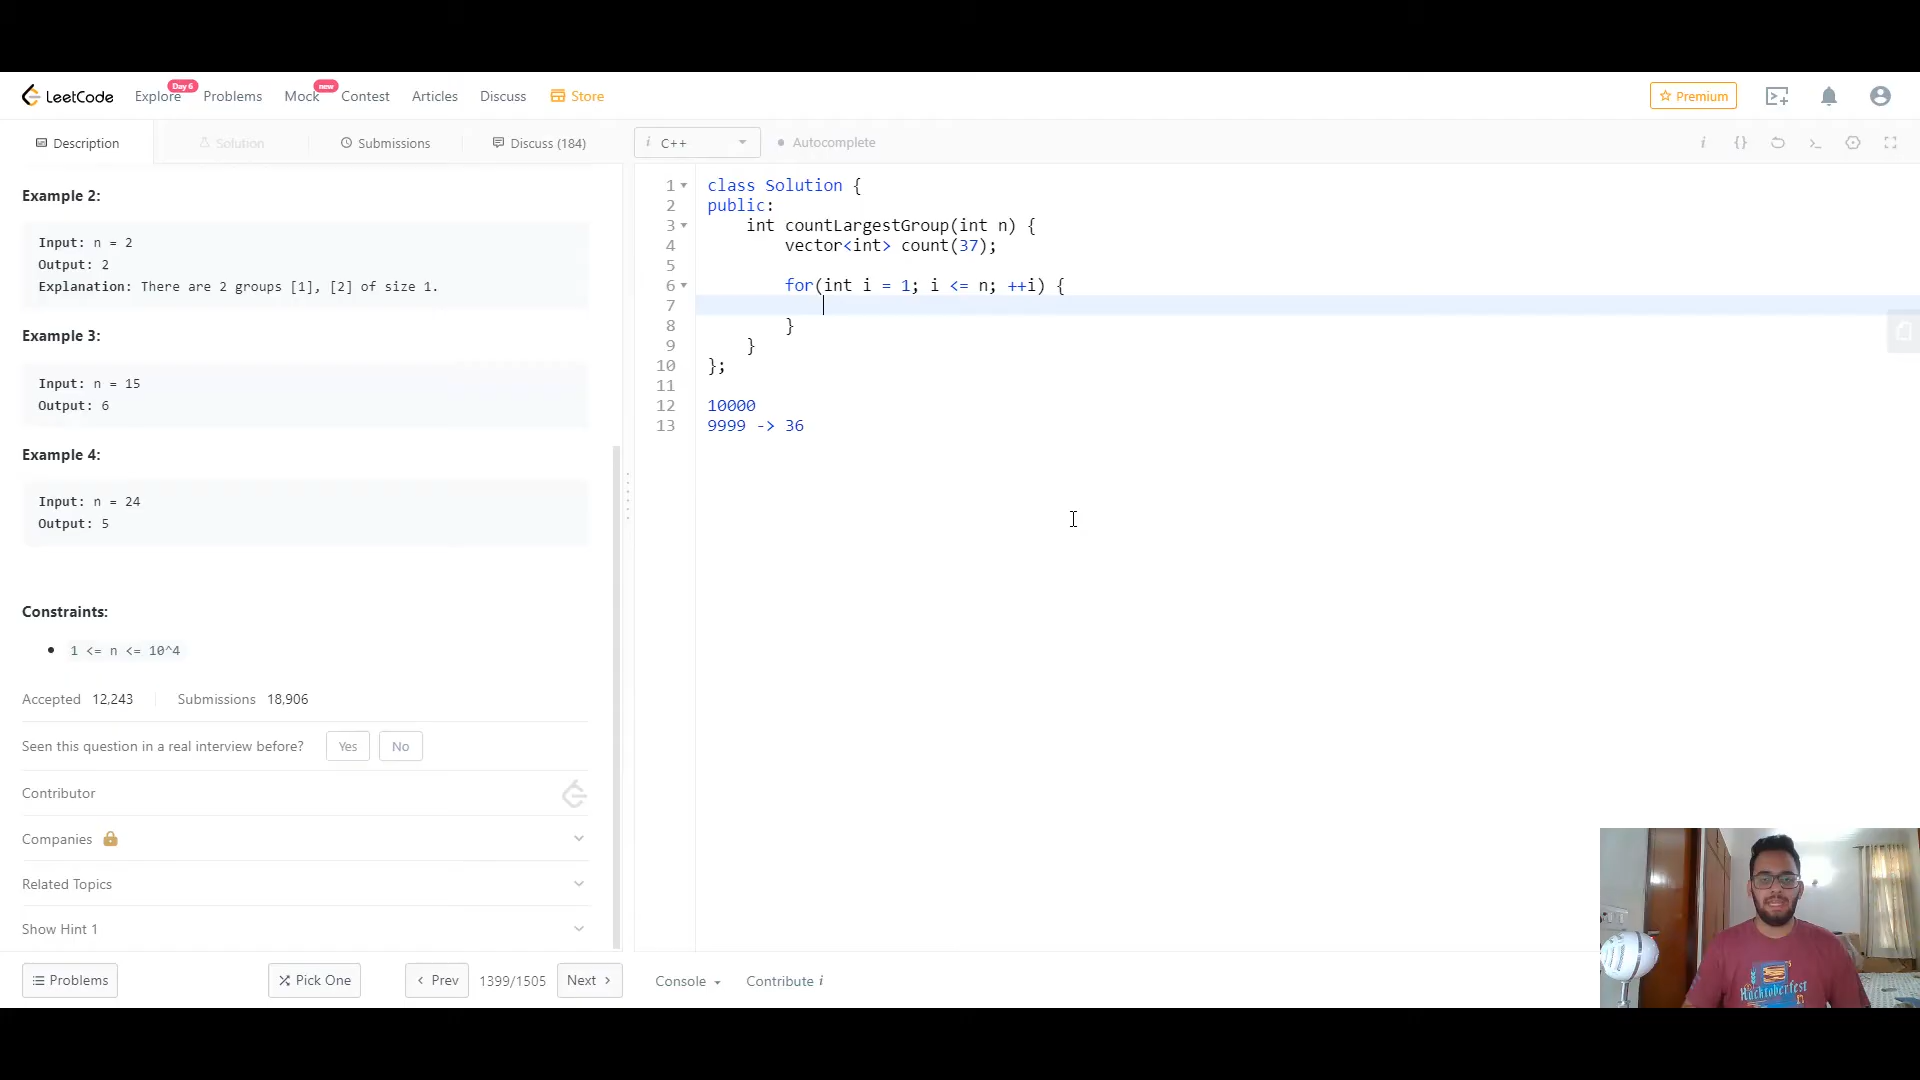 LeetCode
Explore
Day 6
Problems
Mock
new
Contest
Articles
Discuss
Store
Premium
Description
Solution
Submissions
Discuss (184)
i C++
Autocomplete
i {}
Example 2:
Input: n = 2
Output: 2
Explanation: There are 2 groups [1], [2] of size 1.
Example 3:
Input: n = 15
Output: 6
Example 4:
Input: n = 24
Output: 5
Constraints:
1 <= n <= 10^4
Accepted 12,243
Submissions 18,906
Seen this question in a real interview before? Yes No
Contributor
Companies
Related Topics
Show Hint 1
Problems
Pick One
‹ Prev
1399/1505
Next ›
1 class Solution {
2 public:
3     int countLargestGroup(int n) {
4         vector<int> count(37);
5
6         for(int i = 1; i <= n; ++i) {
7
8         }
9     }
10 };
11
12 10000
13 9999 -> 36
Console
Contribute i
Hacktoberfest